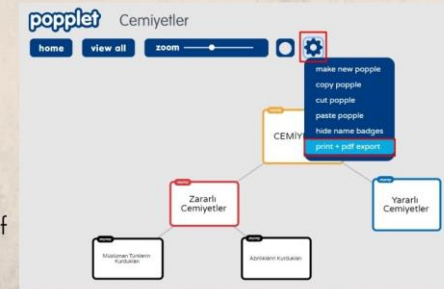 popplet Cemiyetler
home view all zoom
make new popple
copy popple
cut popple
paste popple
hide name badges
print + pdf export
CEMİY
Zararlı
Cemiyetler
Yararlı
Cemiyetler
Müslüman Türklerin
Kurdukları
Azınlıkların Kurdukları
f